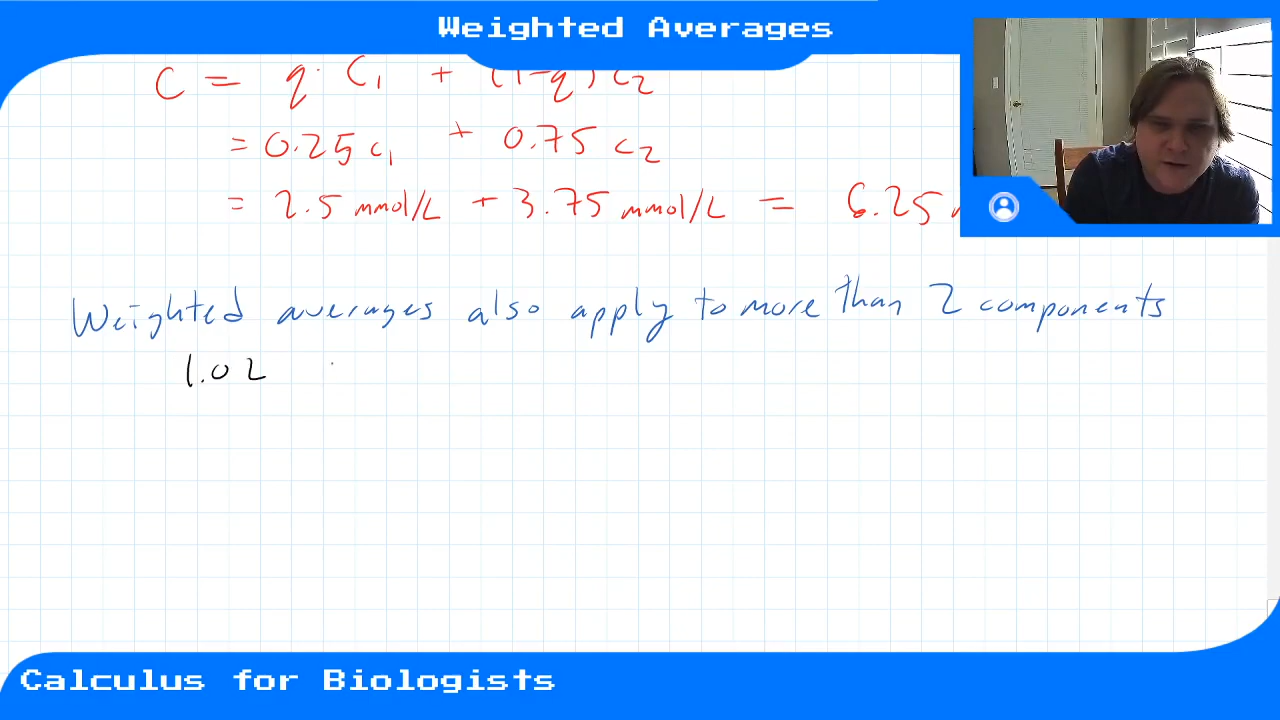 Weighted Averages
C = q · C₁ + (1-q) C₂
= 0.25 C₁ + 0.75 C₂
= 2.5 mmol/L + 3.75 mmol/L = 6.25
Weighted averages also apply to more than 2 components
1.02
Calculus for Biologists